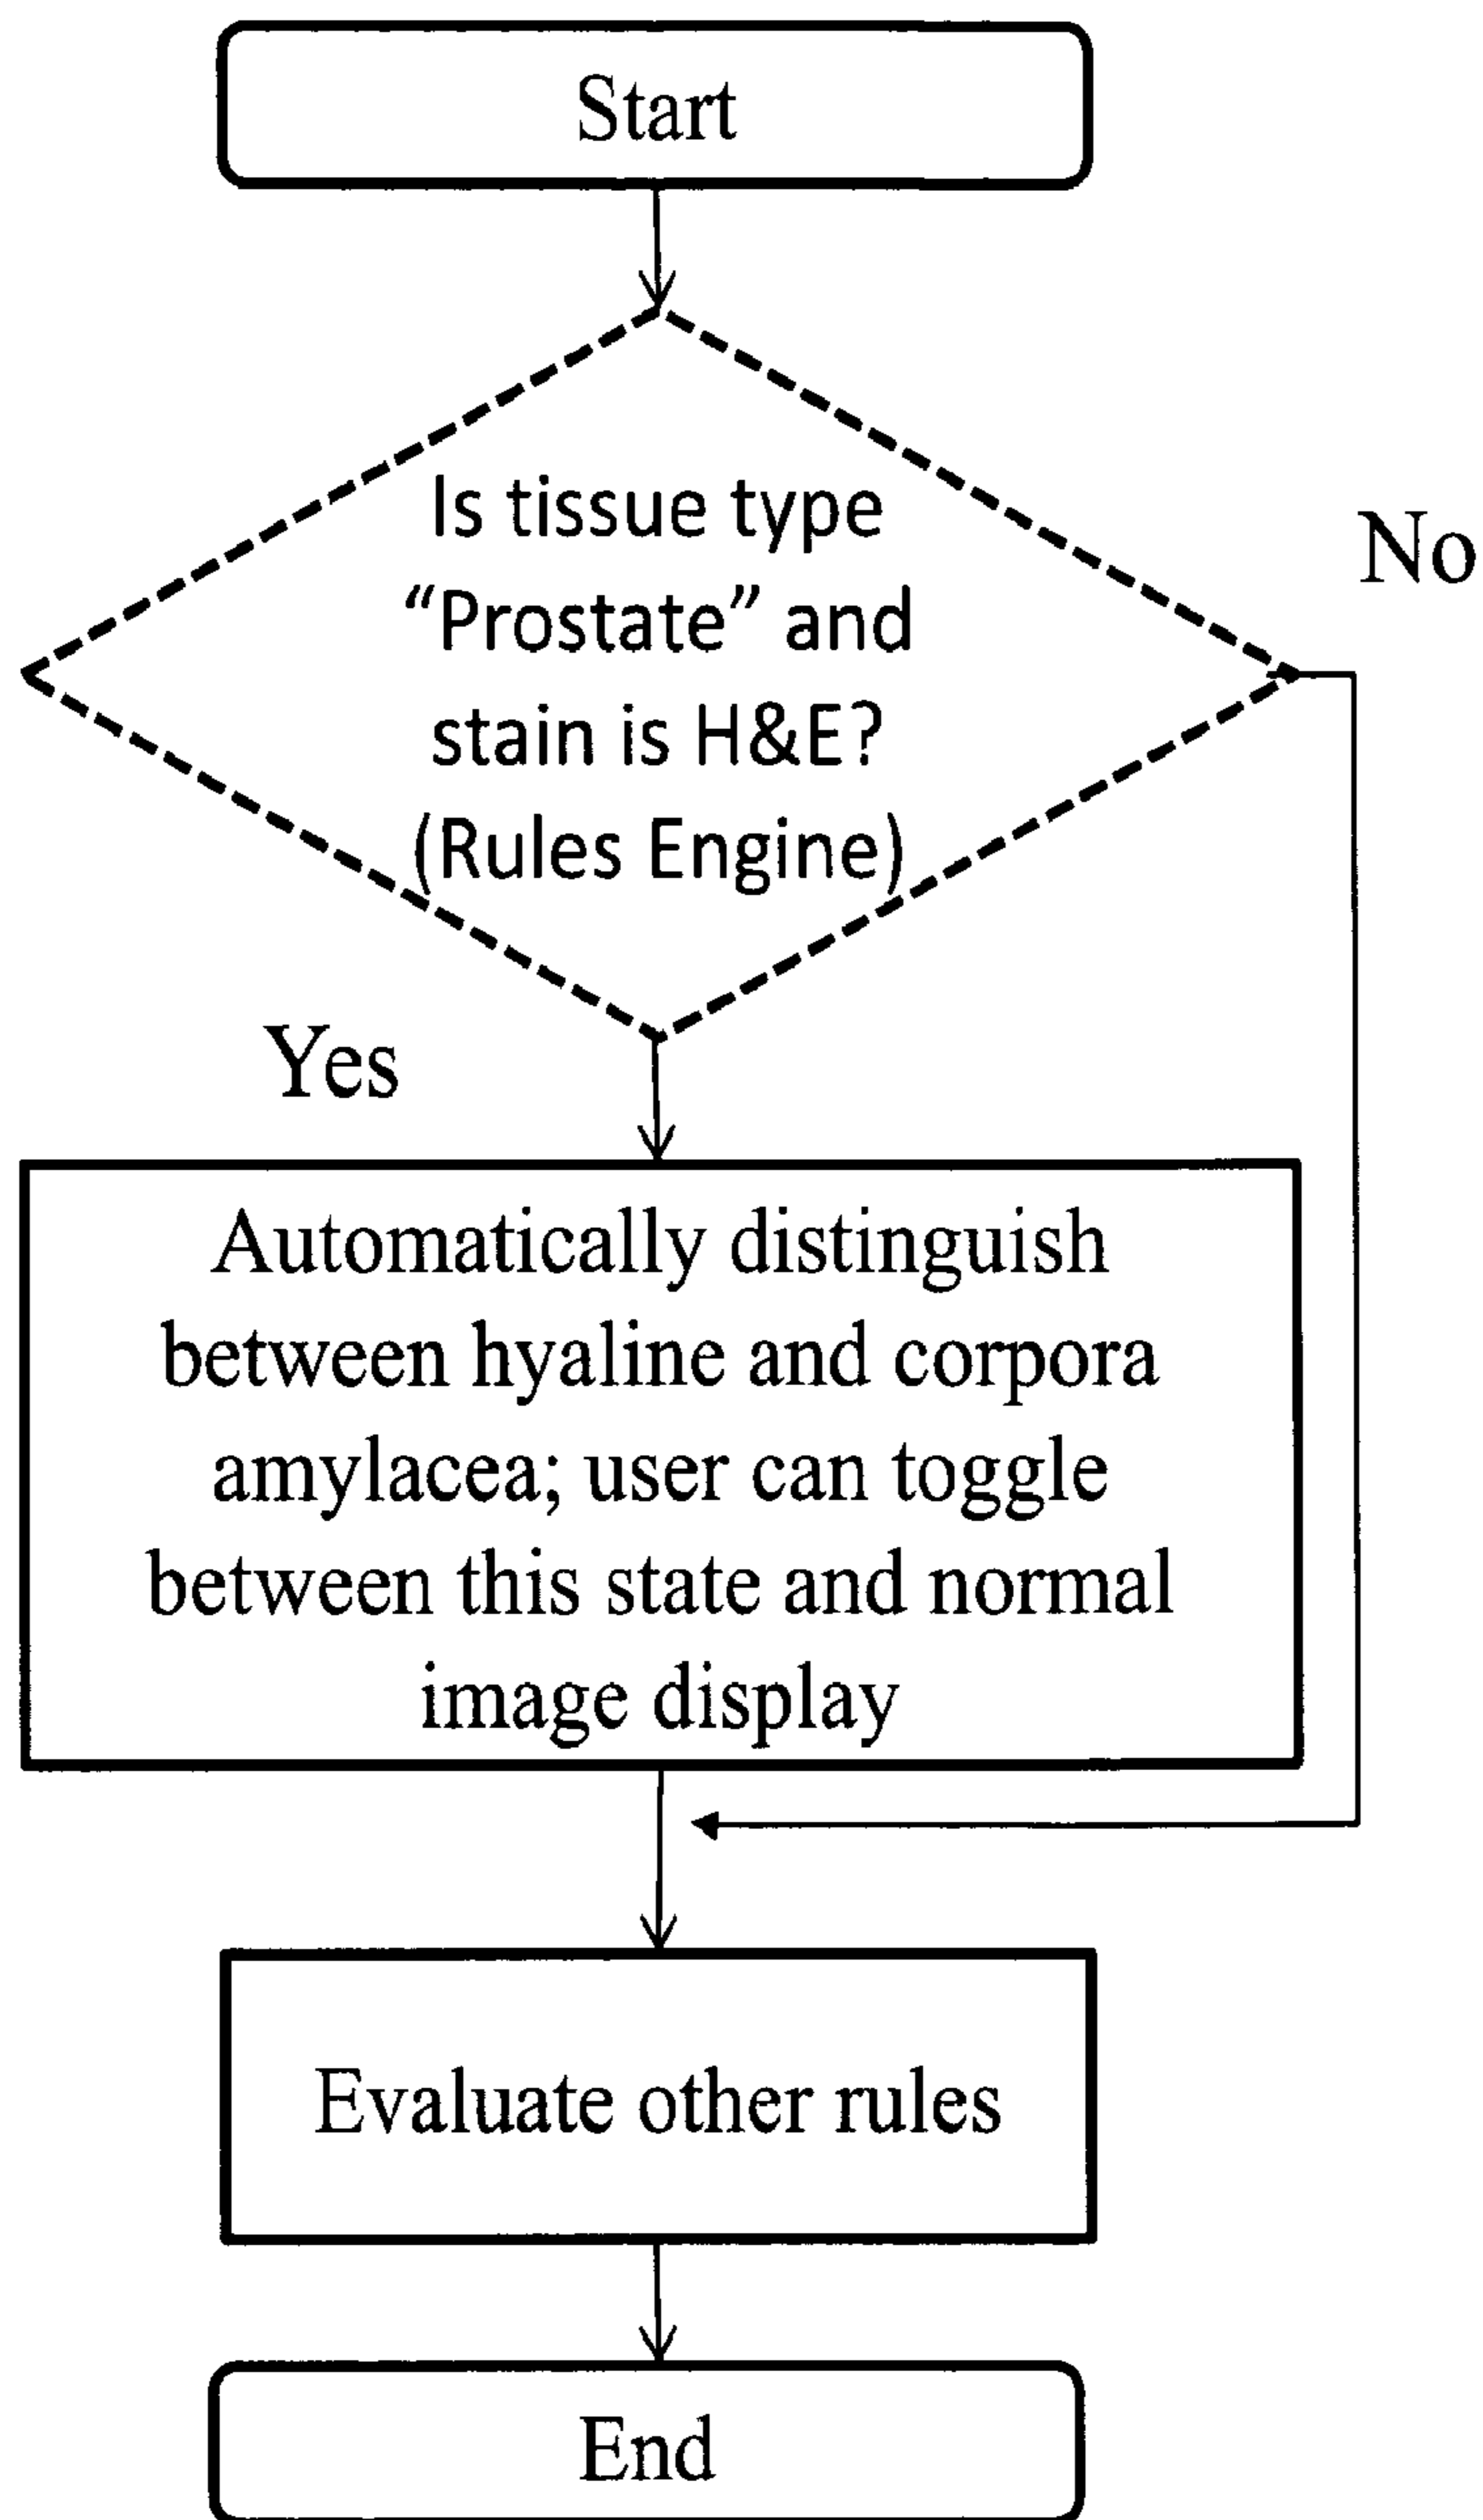 Start
Is tissue type
“Prostate” and
No
stain is H&E?
(Rules Engine)
Yes
Automatically distinguish
between hyaline and corpora
amylacea; user can toggle
between this state and normal
image display
Evaluate other rules
End